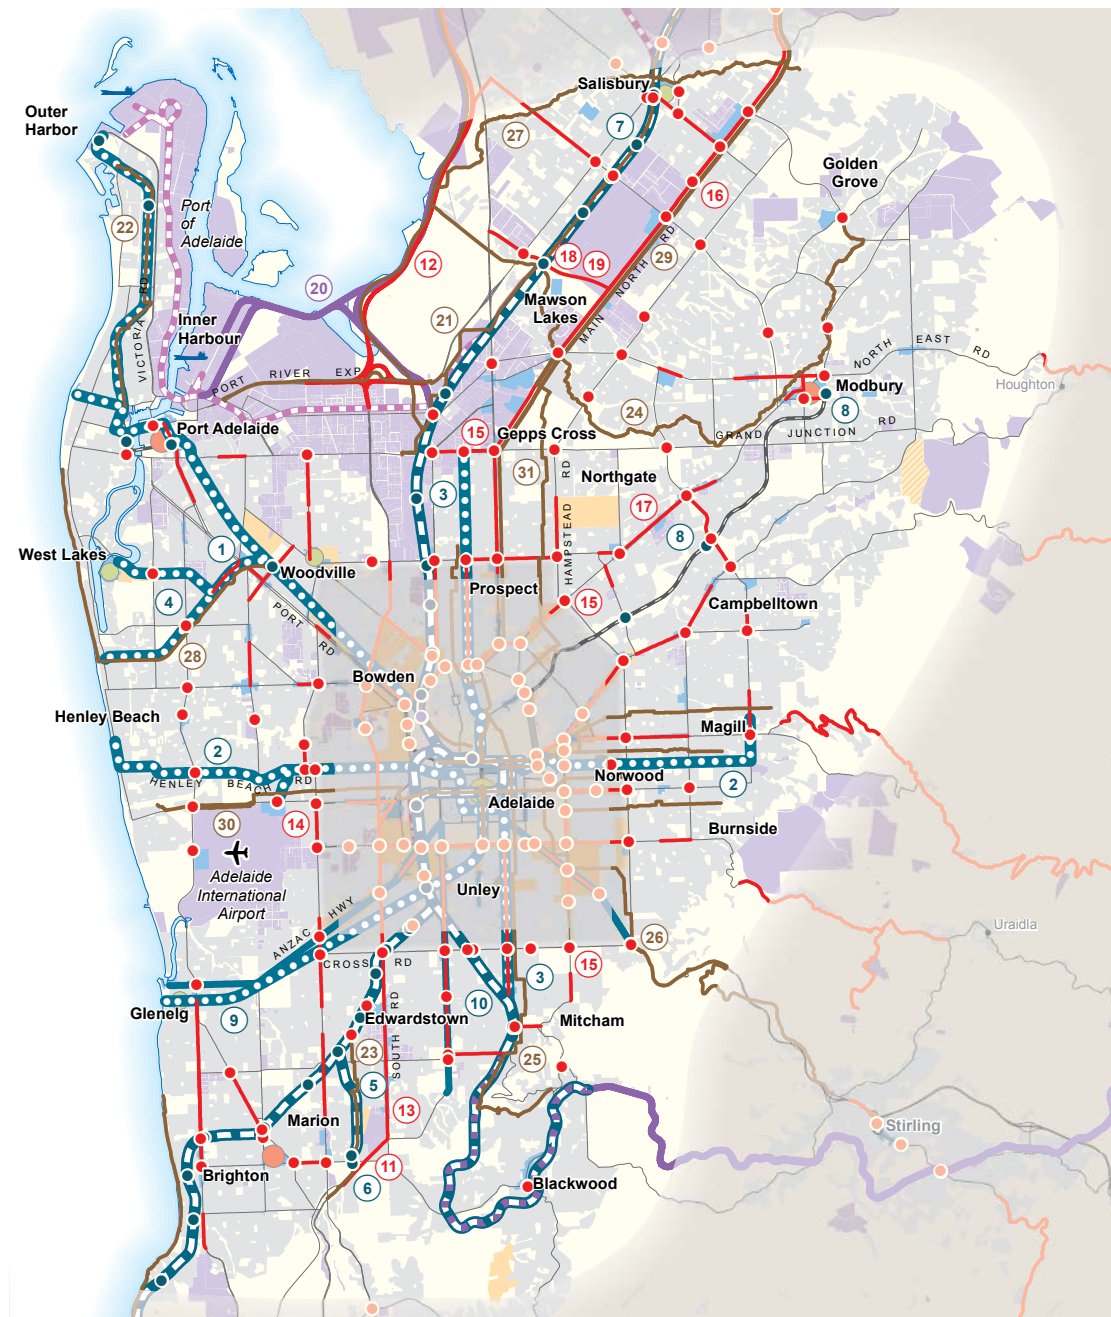 Salisbury
Outer
Harbor
27
7
Golden
Grove
16
22
Port
of
Adelaide
12
18
19
29
MAIN NORTH RD
20
Mawson
Lakes
21
VICTORIA RD
Inner
Harbour
PORT RIVER EXP
NORTH EAST RD
Houghton
Modbury
8
24
GRAND JUNCTION RD
Port Adelaide
15
Gepps Cross
31
HAMPSTEAD RD
Northgate
3
17
8
1
West Lakes
Woodville
Prospect
15
Campbelltown
4
PORT RD
28
Bowden
Henley Beach
Magill
2
HENLEY BEACH RD
Norwood
2
Adelaide
30
14
Burnside
Adelaide
International
Airport
Unley
ANZAC HWY
Uraidla
26
CROSS RD
15
3
10
Glenelg
9
Edwardstown
Mitcham
SOUTH RD
23
25
5
13
Marion
Stirling
11
Brighton
6
Blackwood